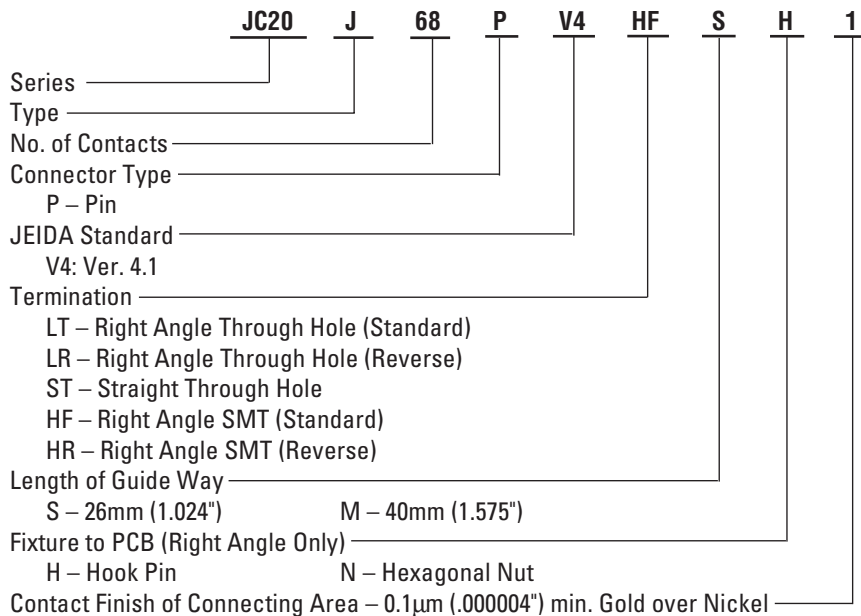 JC20 J 68 P V4 HF S H 1
Series
Type
No. of Contacts
Connector Type
P – Pin
JEIDA Standard
V4: Ver. 4.1
Termination
LT – Right Angle Through Hole (Standard)
LR – Right Angle Through Hole (Reverse)
ST – Straight Through Hole
HF – Right Angle SMT (Standard)
HR – Right Angle SMT (Reverse)
Length of Guide Way
S – 26mm (1.024") M – 40mm (1.575")
Fixture to PCB (Right Angle Only)
H – Hook Pin N – Hexagonal Nut
Contact Finish of Connecting Area – 0.1µm (.000004") min. Gold over Nickel